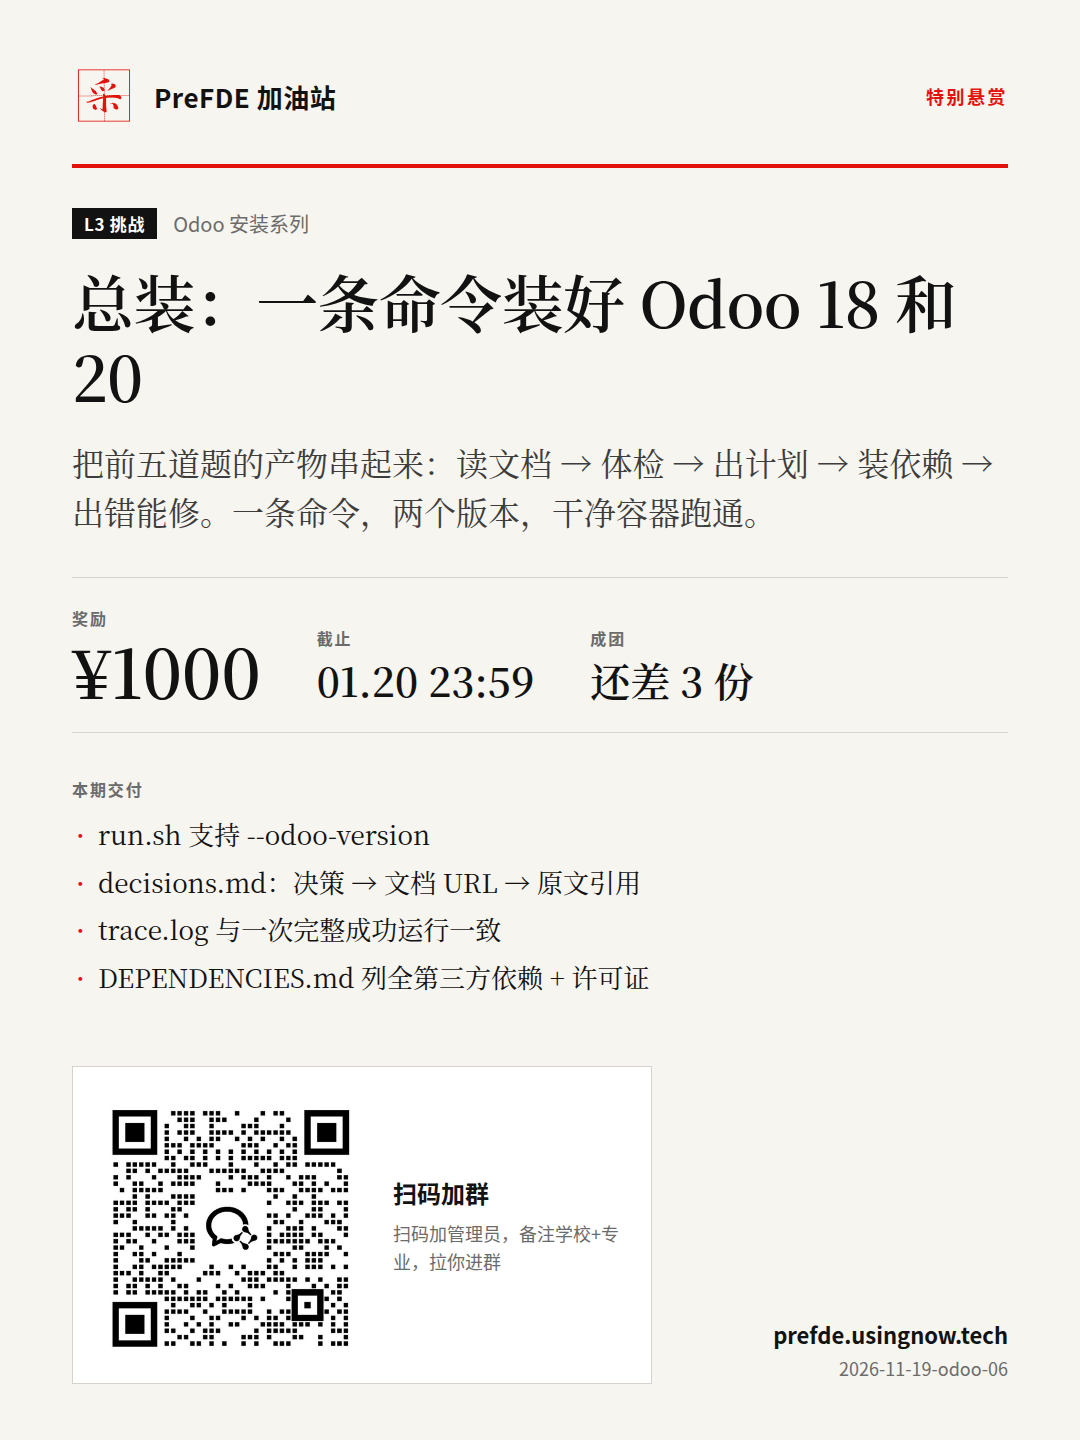 采
PreFDE 加油站
特别悬赏
L3 挑战
Odoo 安装系列
总装：一条命令装好 Odoo 18 和
20
把前五道题的产物串起来：读文档 → 体检 → 出计划 → 装依赖 →
出错能修。一条命令，两个版本，干净容器跑通。
奖励
¥1000
截止
01.20 23:59
成团
还差 3 份
本期交付
· run.sh 支持 --odoo-version
· decisions.md：决策 → 文档 URL → 原文引用
· trace.log 与一次完整成功运行一致
· DEPENDENCIES.md 列全第三方依赖 + 许可证
扫码加群
扫码加管理员，备注学校+专
业，拉你进群
prefde.usingnow.tech
2026-11-19-odoo-06